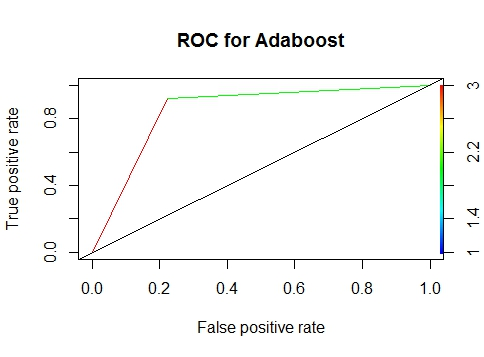 ROC for Adaboost
True positive rate
0.0 0.4 0.8
0.0 0.2 0.4 0.6 0.8 1.0
False positive rate
1 1.4 2.2 3